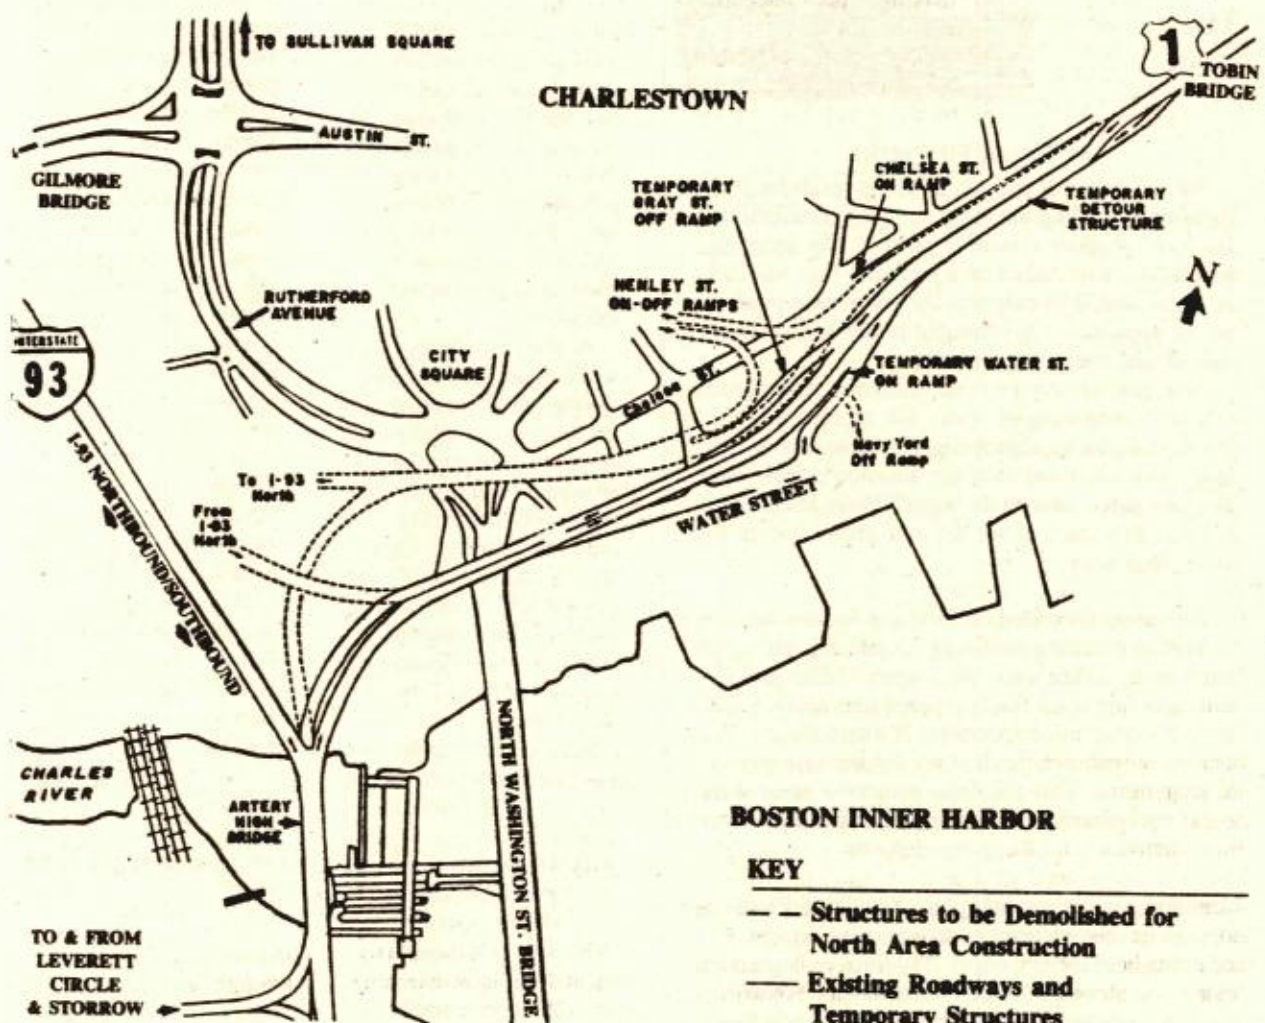 TO SULLIVAN SQUARE
1
TOBIN
BRIDGE
CHARLESTOWN
AUSTIN ST.
GILMORE
BRIDGE
CHELSEA ST.
ON RAMP
TEMPORARY
GRAY ST.
OFF RAMP
TEMPORARY
DETOUR
STRUCTURE
HENLEY ST.
ON-OFF RAMPS
N
RUTHERFORD
AVENUE
INTERSTATE
93
CITY
SQUARE
Chelsea ST.
TEMPORARY WATER ST.
ON RAMP
Navy Yard
Off Ramp
I-93 NORTHBOUND/SOUTHBOUND
To I-93
North
From
I-93
North
WATER STREET
NORTH WASHINGTON ST. BRIDGE
CHARLES
RIVER
ARTERY
HIGH
BRIDGE
BOSTON INNER HARBOR
KEY
Structures to be Demolished for
North Area Construction
Existing Roadways and
Temporary Structures
TO & FROM
LEVERETT
CIRCLE
& STORROW